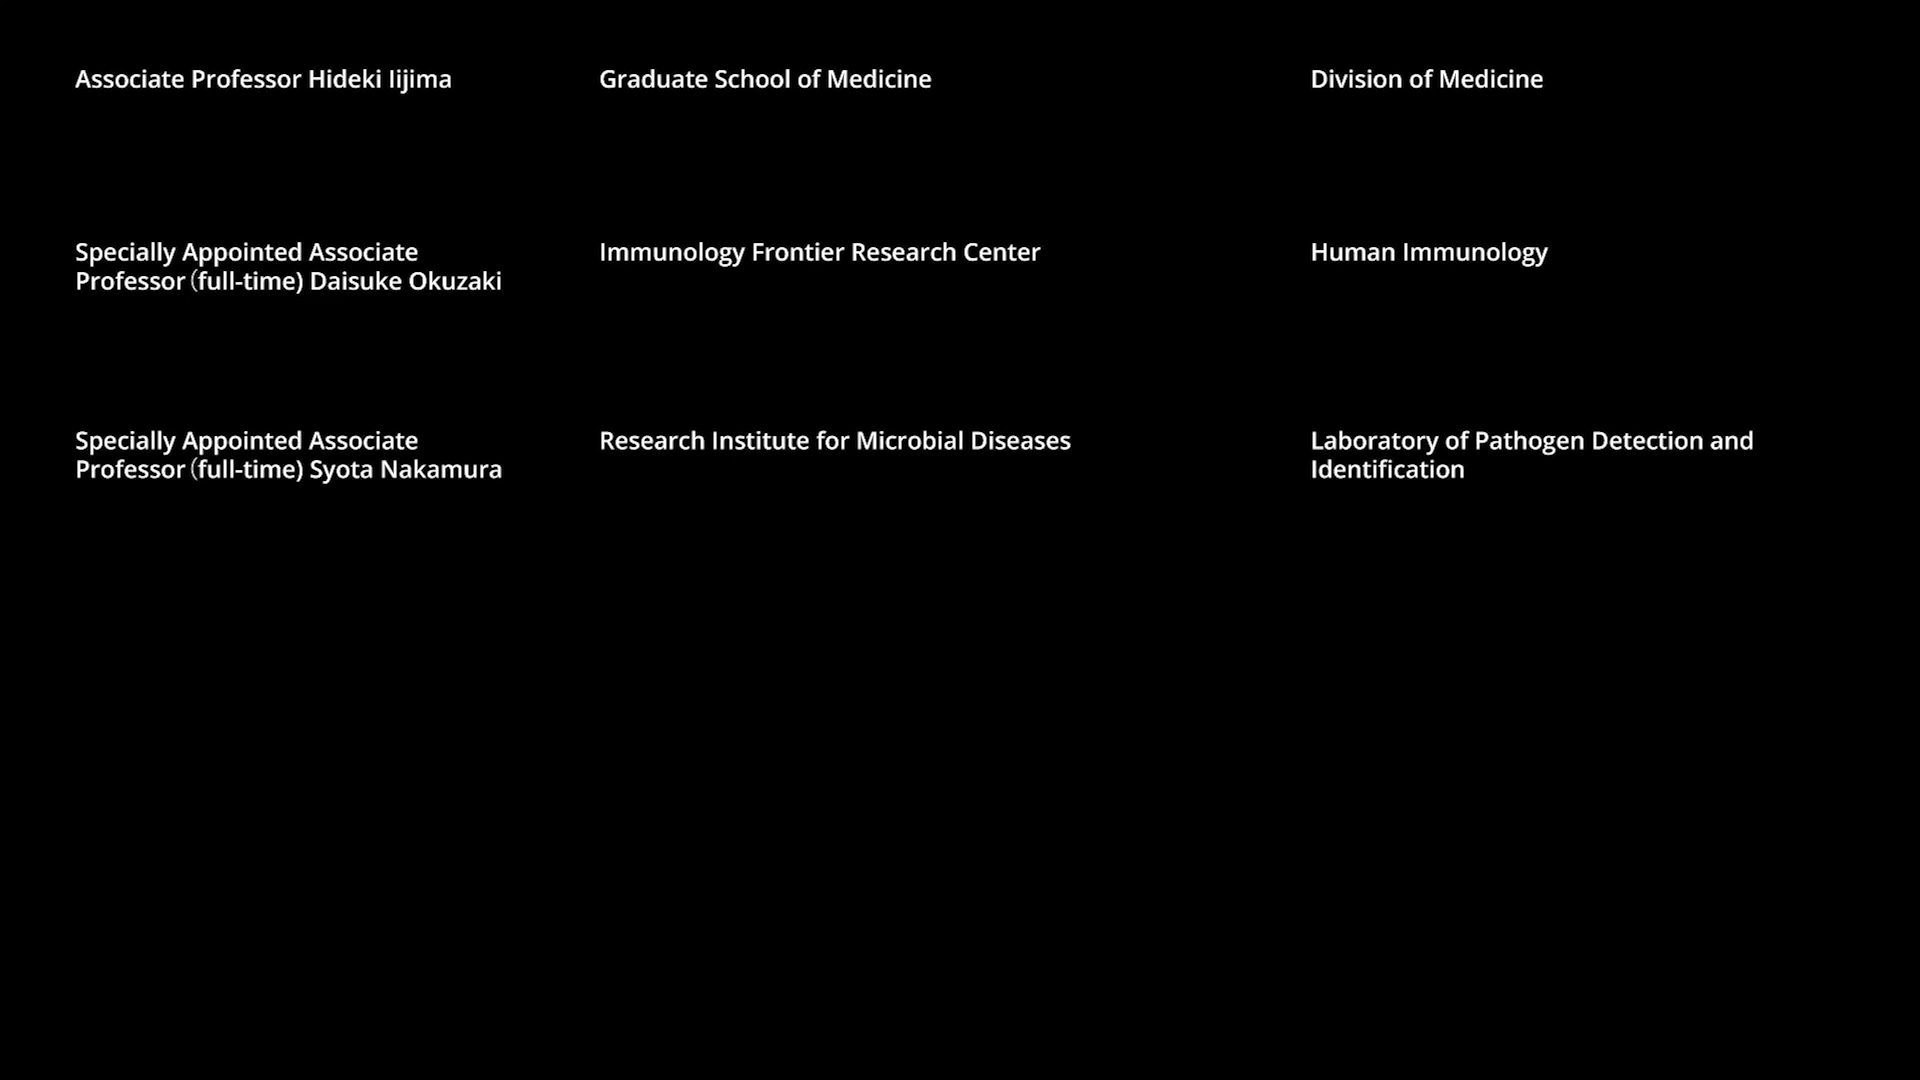 Associate Professor Hideki Iijima
Graduate School of Medicine
Division of Medicine
Specially Appointed Associate
Professor（full-time) Daisuke Okuzaki
Immunology Frontier Research Center
Human Immunology
Specially Appointed Associate
Professor（full-time) Syota Nakamura
Research Institute for Microbial Diseases
Laboratory of Pathogen Detection and
Identification